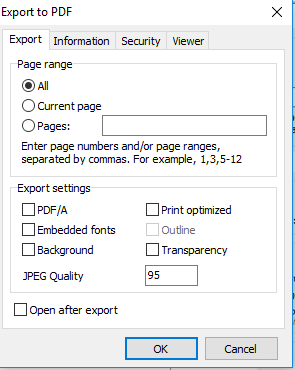 Export to PDF
Export Information Security Viewer
Page range
All
Current page
Pages:
Enter page numbers and/or page ranges,
separated by commas. For example, 1,3,5-12
Export settings
PDF/A Print optimized
Embedded fonts Outline
Background Transparency
JPEG Quality 95
Open after export
OK Cancel